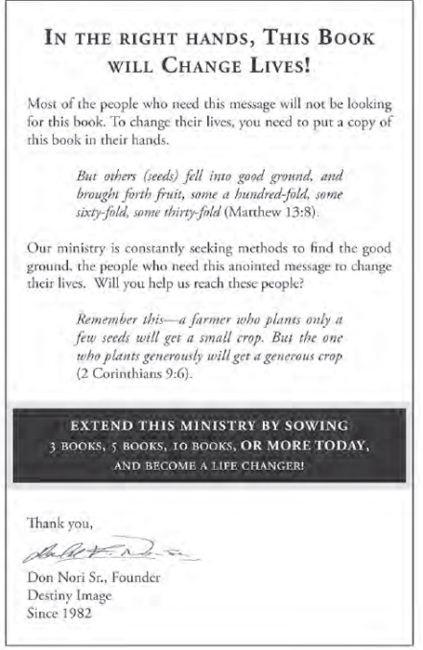 IN THE RIGHT HANDS, THIS BOOK
WILL CHANGE LIVES!
Most of the people who need this message will not be looking
for this book. To change their lives, you need to put a copy of
this book in their hands.
But others (seeds) fell into good ground, and
brought forth fruit, some a hundred-fold, some
sixty-fold, some thirty-fold (Matthew 13:8).
Our ministry is constantly seeking methods to find the good
ground, the people who need this anointed message to change
their lives. Will you help us reach these people?
Remember this—a farmer who plants only a
few seeds will get a small crop. But the one
who plants generously will get a generous crop
(2 Corinthians 9:6).
EXTEND THIS MINISTRY BY SOWING
3 BOOKS, 5 BOOKS, 10 BOOKS, OR MORE TODAY,
AND BECOME A LIFE CHANGER!
Thank you,
Don Nori Sr., Founder
Destiny Image
Since 1982